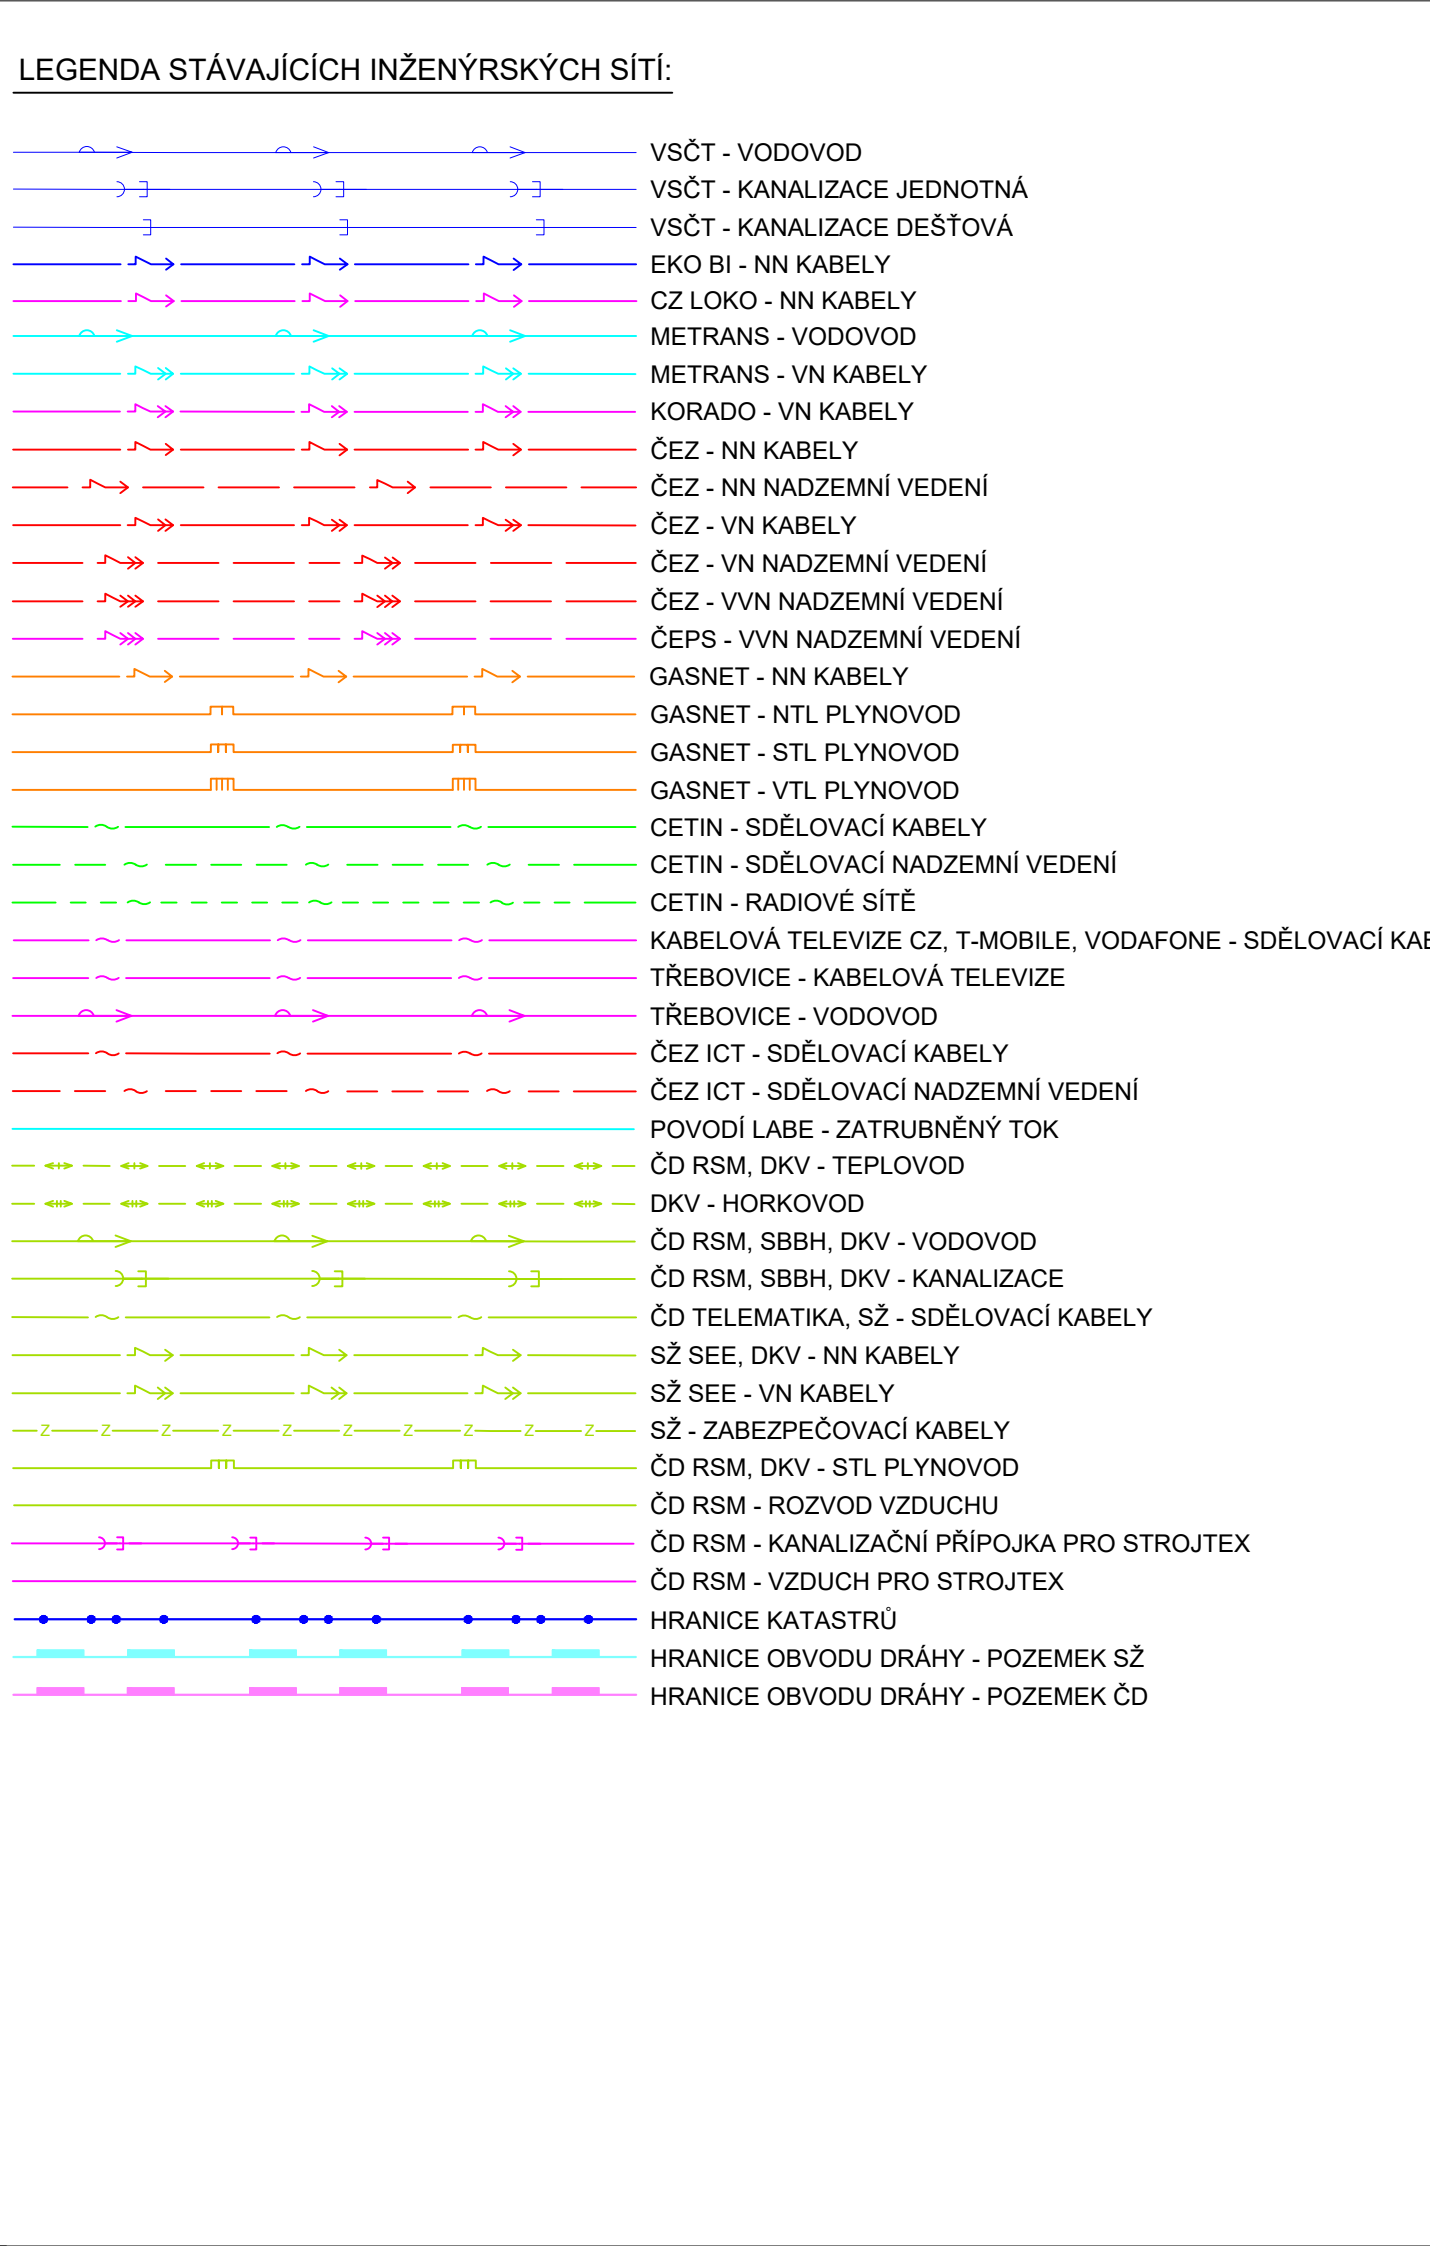 LEGENDA STÁVAJÍCÍCH INŽENÝRSKÝCH SÍTÍ:
VSČT - VODOVOD
VSČT - KANALIZACE JEDNOTNÁ
VSČT - KANALIZACE DEŠŤOVÁ
EKO BI - NN KABELY
CZ LOKO - NN KABELY
METRANS - VODOVOD
METRANS - VN KABELY
KORADO - VN KABELY
ČEZ - NN KABELY
ČEZ - NN NADZEMNÍ VEDENÍ
ČEZ - VN KABELY
ČEZ - VN NADZEMNÍ VEDENÍ
ČEZ - VVN NADZEMNÍ VEDENÍ
ČEPS - VVN NADZEMNÍ VEDENÍ
GASNET - NN KABELY
GASNET - NTL PLYNOVOD
GASNET - STL PLYNOVOD
GASNET - VTL PLYNOVOD
CETIN - SDĚLOVACÍ KABELY
CETIN - SDĚLOVACÍ NADZEMNÍ VEDENÍ
CETIN - RADIOVÉ SÍTĚ
KABELOVÁ TELEVIZE CZ, T-MOBILE, VODAFONE - SDĚLOVACÍ
TŘEBOVICE - KABELOVÁ TELEVIZE
TŘEBOVICE - VODOVOD
ČEZ ICT - SDĚLOVACÍ KABELY
ČEZ ICT - SDĚLOVACÍ NADZEMNÍ VEDENÍ
POVODÍ LABE - ZATRUBNĚNÝ TOK
ČD RSM, DKV - TEPLOVOD
DKV - HORKOVOD
ČD RSM, SBBH, DKV - VODOVOD
ČD RSM, SBBH, DKV - KANALIZACE
ČD TELEMATIKA, SŽ - SDĚLOVACÍ KABELY
SŽ SEE, DKV - NN KABELY
SŽ SEE - VN KABELY
Z Z Z Z Z Z Z Z Z Z SŽ - ZABEZPEČOVACÍ KABELY
ČD RSM, DKV - STL PLYNOVOD
ČD RSM - ROZVOD VZDUCHU
ČD RSM - KANALIZAČNÍ PŘÍPOJKA PRO STROJTEX
ČD RSM - VZDUCH PRO STROJTEX
HRANICE KATASTRŮ
HRANICE OBVODU DRÁHY - POZEMEK SŽ
HRANICE OBVODU DRÁHY - POZEMEK ČD